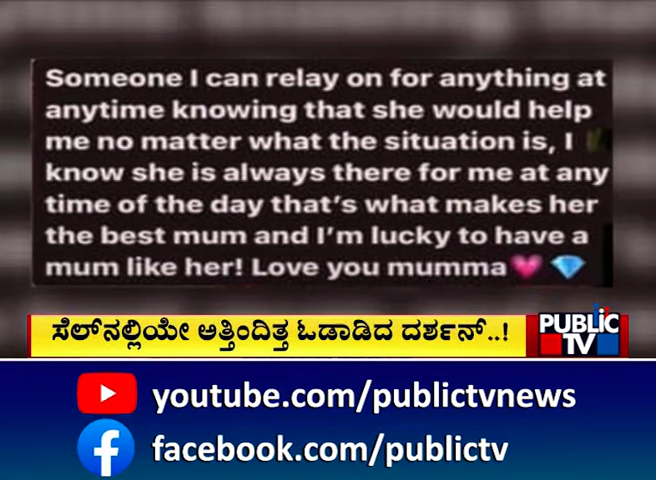 Someone I can relay on for anything at
anytime knowing that she would help
me no matter what the situation is, I
know she is always there for me at any
time of the day that's what makes her
the best mum and I'm lucky to have a
mum like her! Love you mumma💗💎
ಸೆಲ್‌ನಲ್ಲಿಯೇ ಅತ್ತಿಂದಿತ್ತ ಓಡಾಡಿದ ದರ್ಶನ್..!
PUBLiC
TV
youtube.com/publictvnews
facebook.com/publictv